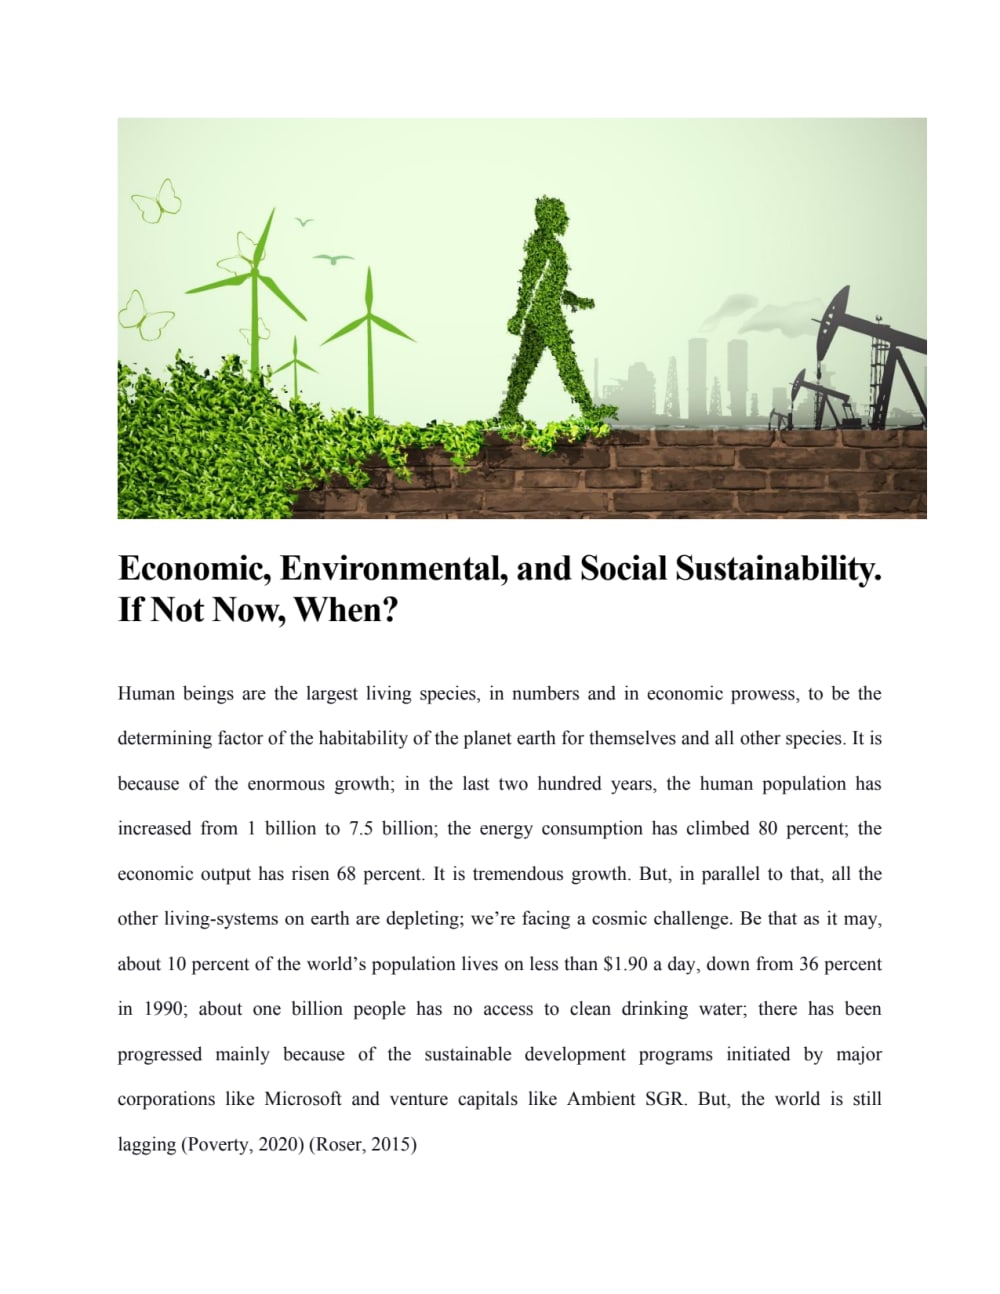 Economic, Environmental, and Social Sustainability.
If Not Now, When?
Human beings are the largest living species, in numbers and in economic prowess, to be the
determining factor of the habitability of the planet earth for themselves and all other species. It is
because of the enormous growth; in the last two hundred years, the human population has
increased from 1 billion to 7.5 billion; the energy consumption has climbed 80 percent; the
economic output has risen 68 percent. It is tremendous growth. But, in parallel to that, all the
other living-systems on earth are depleting; we’re facing a cosmic challenge. Be that as it may,
about 10 percent of the world’s population lives on less than $1.90 a day, down from 36 percent
in 1990; about one billion people has no access to clean drinking water; there has been
progressed mainly because of the sustainable development programs initiated by major
corporations like Microsoft and venture capitals like Ambient SGR. But, the world is still
lagging (Poverty, 2020) (Roser, 2015)